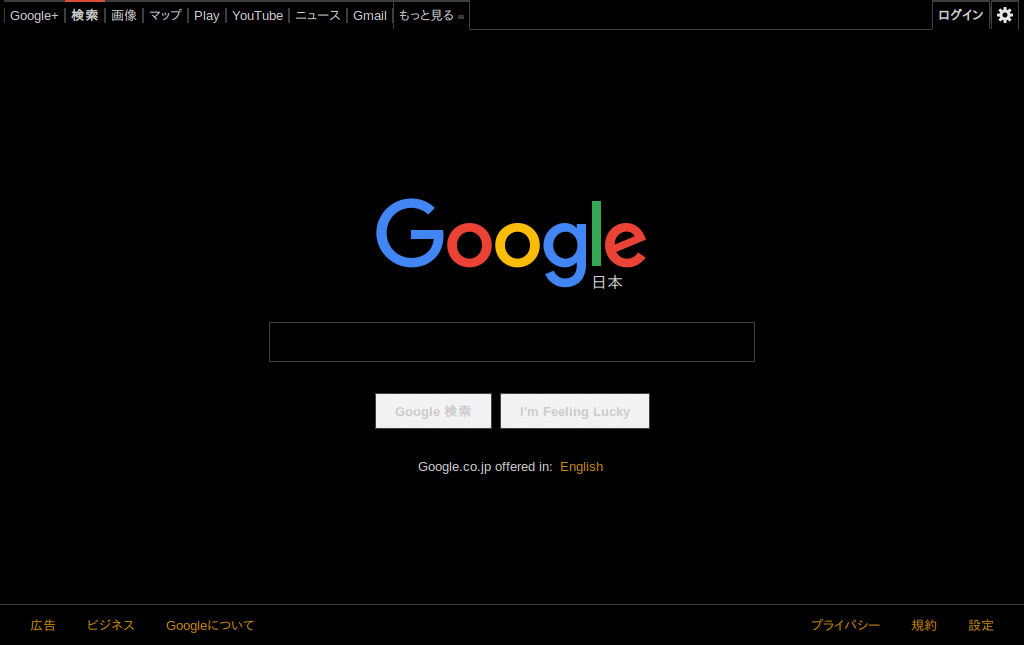 Google+ 検索 画像 マップ Play YouTube ニュース Gmail もっと見る ログイン
Google
日本
Google 検索 I'm Feeling Lucky
Google.co.jp offered in: English
広告 ビジネス Googleについて プライバシー 規約 設定